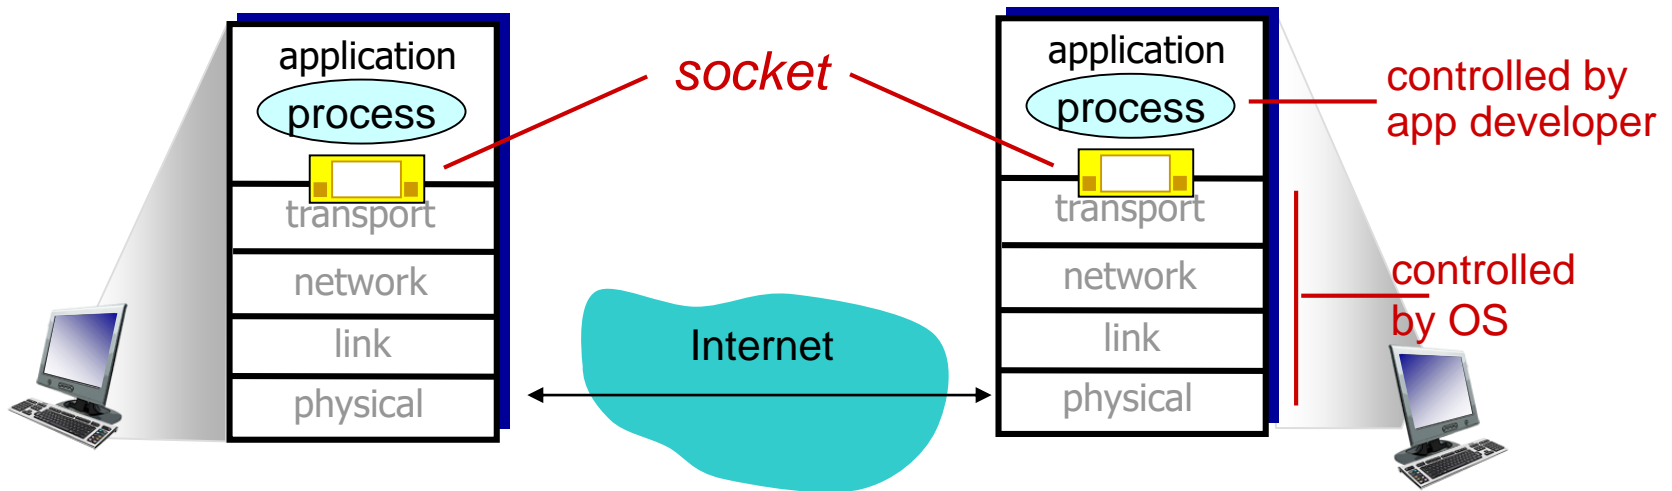 application
process
transport
network
link
physical
socket
Internet
application
process
transport
network
link
physical
controlled by
app developer
controlled
by OS